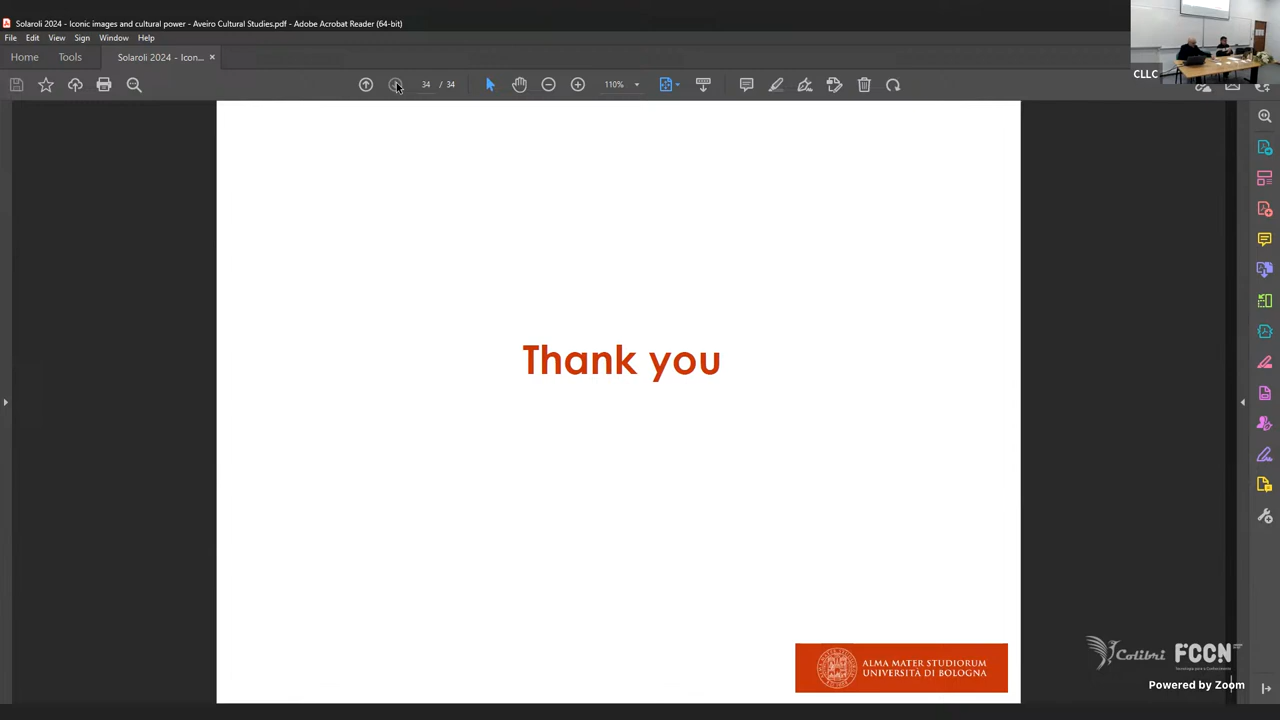 Solaroli 2024 - Iconic images and cultural power - Aveiro Cultural Studies.pdf - Adobe Acrobat Reader (64-bit)
File Edit View Sign Window Help
Home Tools Solaroli 2024 - Icon... ×
34 / 34 110%
CLLC
Thank you
ALMA MATER STUDIORUM
UNIVERSITÀ DI BOLOGNA
Colibri FCCN
Powered by Zoom